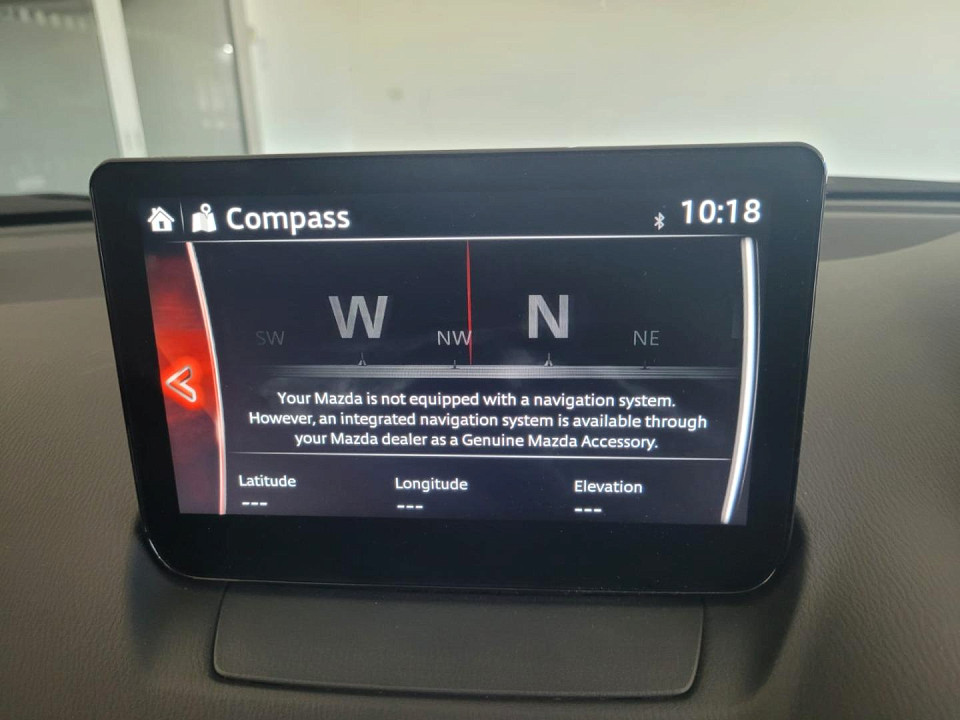 Compass
10:18
SW W NW N NE
Your Mazda is not equipped with a navigation system.
However, an integrated navigation system is available through
your Mazda dealer as a Genuine Mazda Accessory.
Latitude Longitude Elevation
--- --- ---